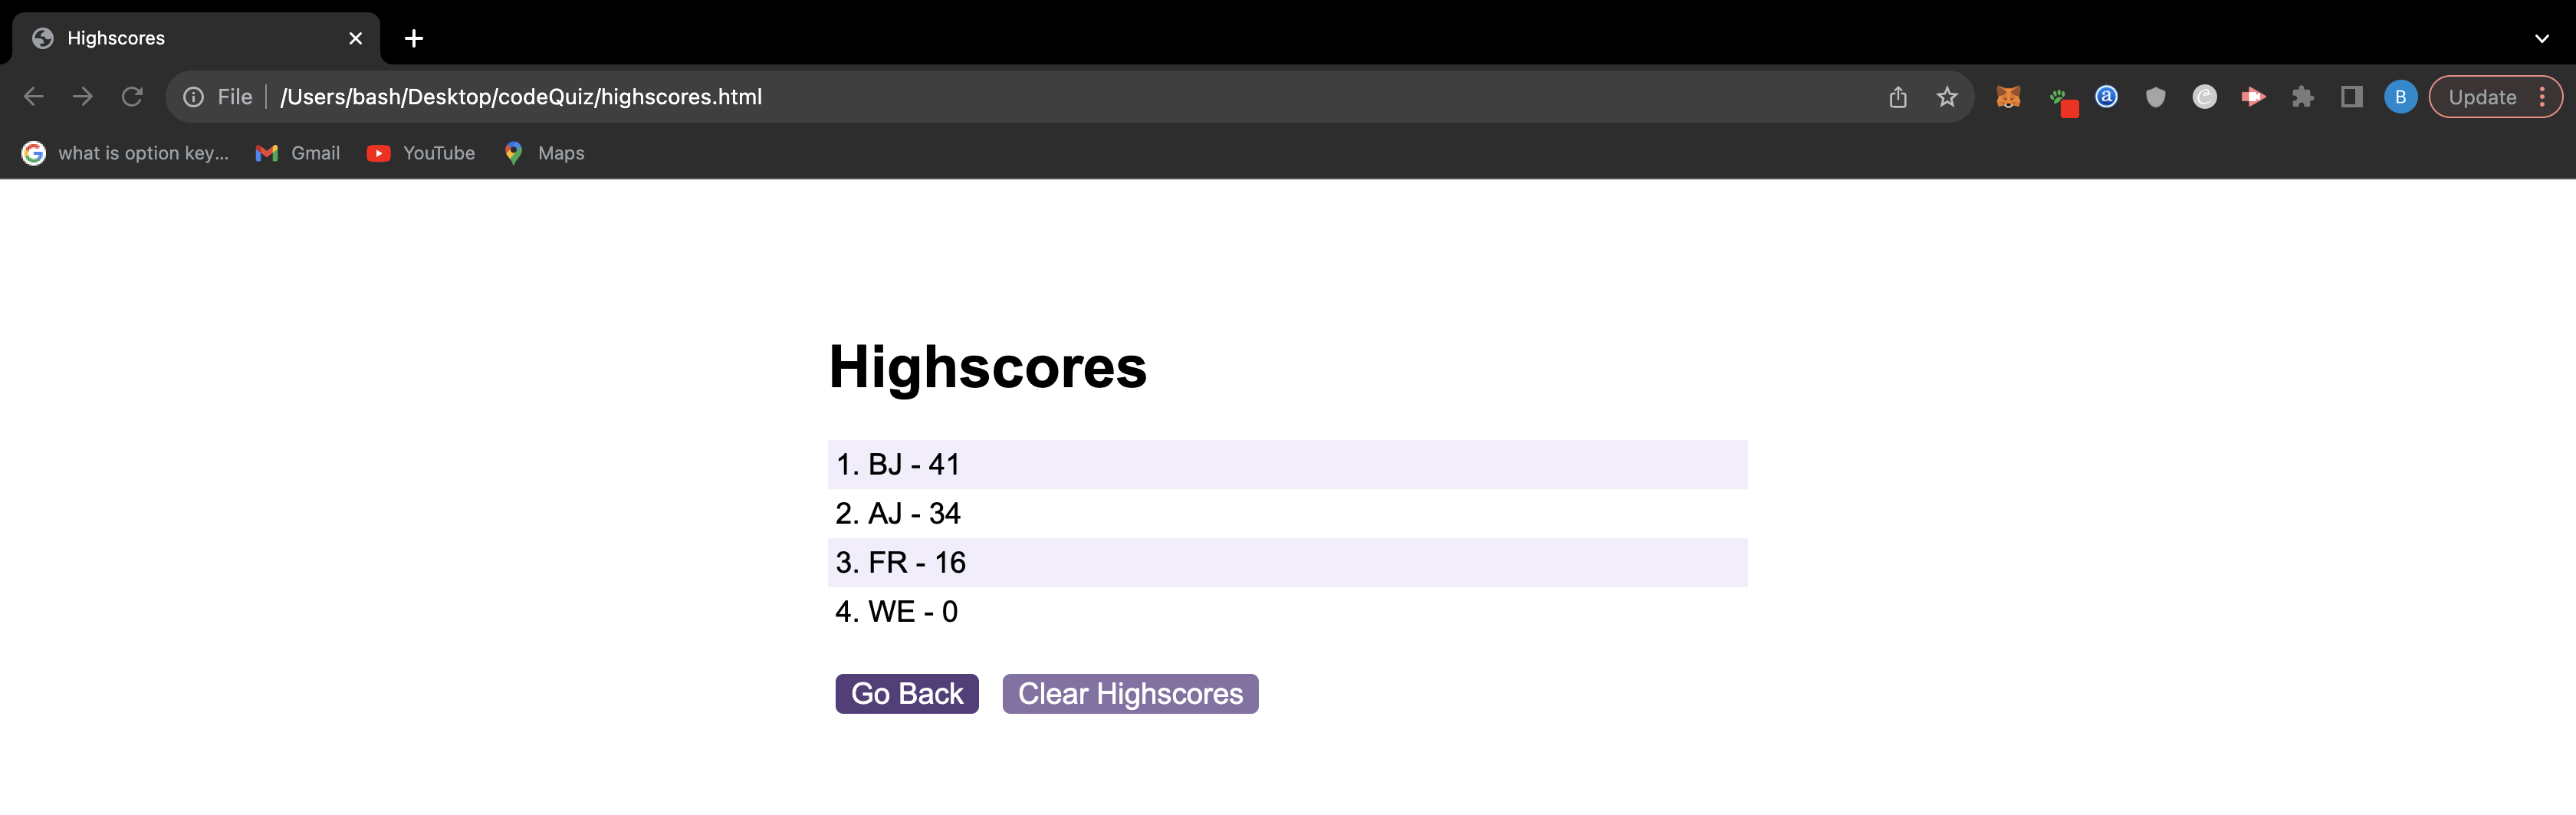 Highscores
File /Users/bash/Desktop/codeQuiz/highscores.html
B
Update
what is option key...
Gmail
YouTube
Maps
Highscores
1. BJ - 41
2. AJ - 34
3. FR - 16
4. WE - 0
Go Back
Clear Highscores